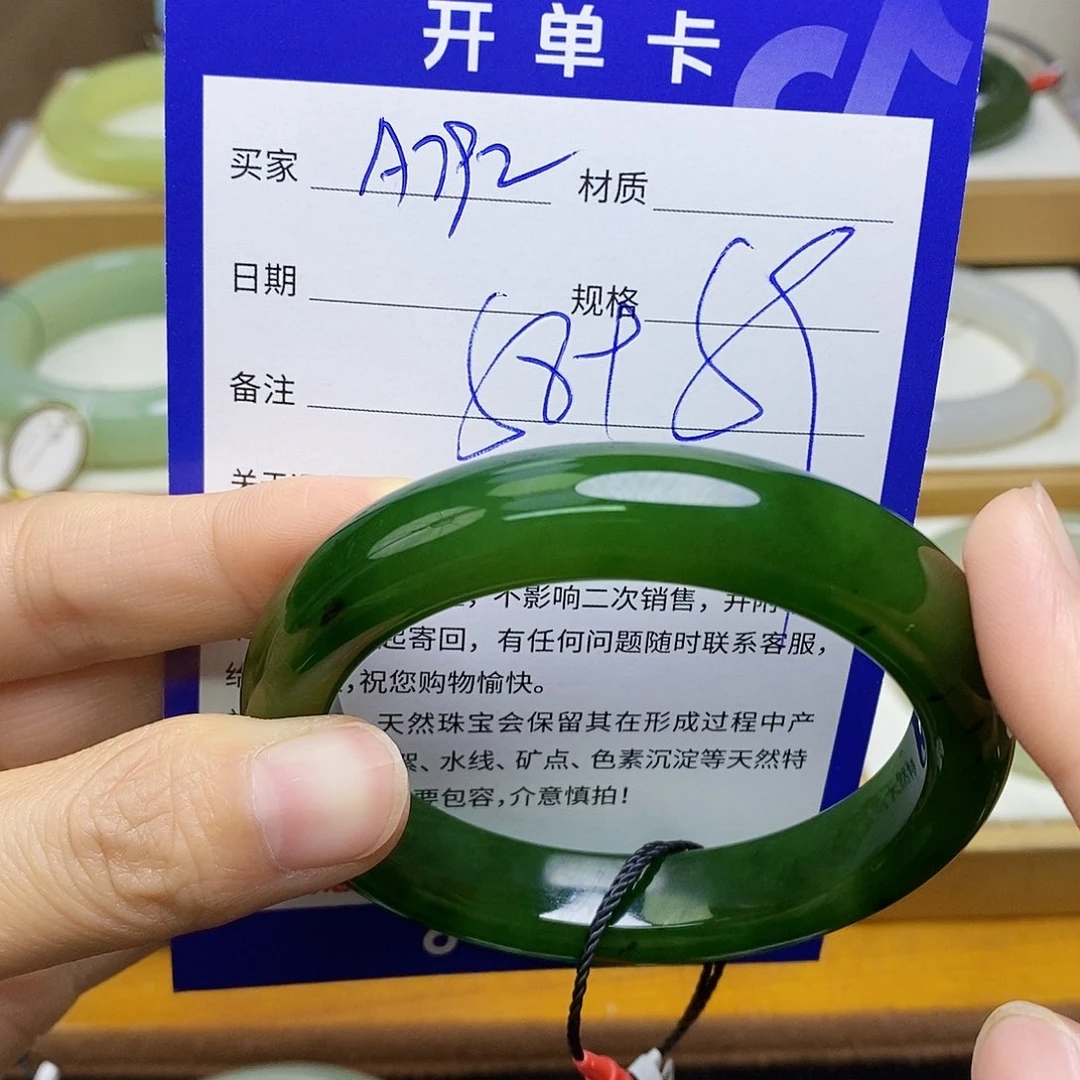 开单卡
买家 A792 材质
日期 规格
备注
不影响二次销售，并附
起寄回，有任何问题随时联系客服，
，祝您购物愉快。
天然珠宝会保留其在形成过程中产
絮、水线、矿点、色素沉淀等天然特
要包容，介意慎拍！